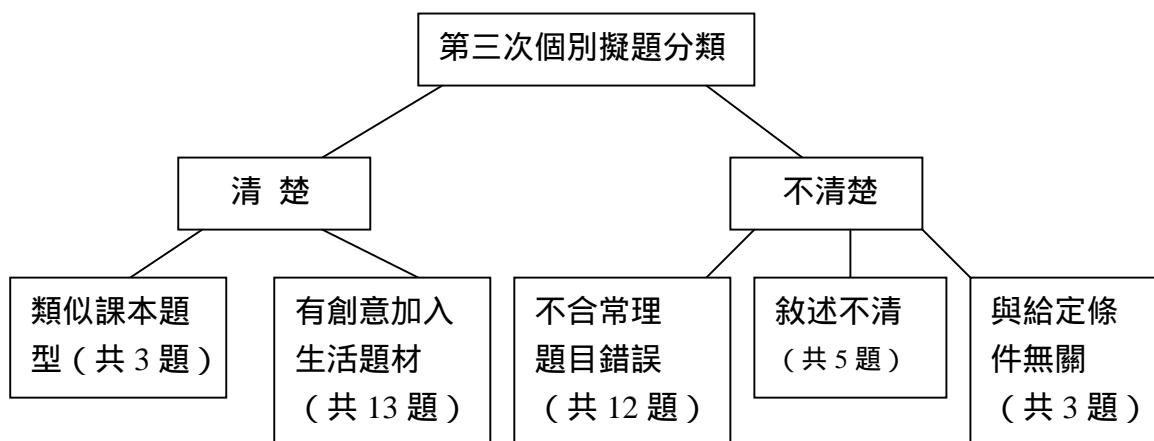 第三次個別擬題分類
清 楚
不清楚
類似課本題
型（共 3 題）
有創意加入
生活題材
（共 13 題）
不合常理
題目錯誤
（共 12 題）
敘述不清
（共 5 題）
與給定條
件無關
（共 3 題）